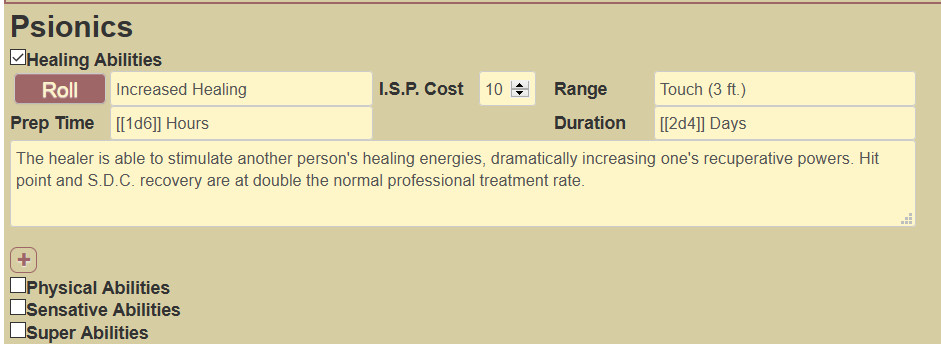 Psionics
Healing Abilities
Roll Increased Healing I.S.P. Cost 10 Range Touch (3 ft.)
Prep Time [[1d6]] Hours Duration [[2d4]] Days
The healer is able to stimulate another person's healing energies, dramatically increasing one's recuperative powers. Hit
point and S.D.C. recovery are at double the normal professional treatment rate.
+
Physical Abilities
Sensative Abilities
Super Abilities